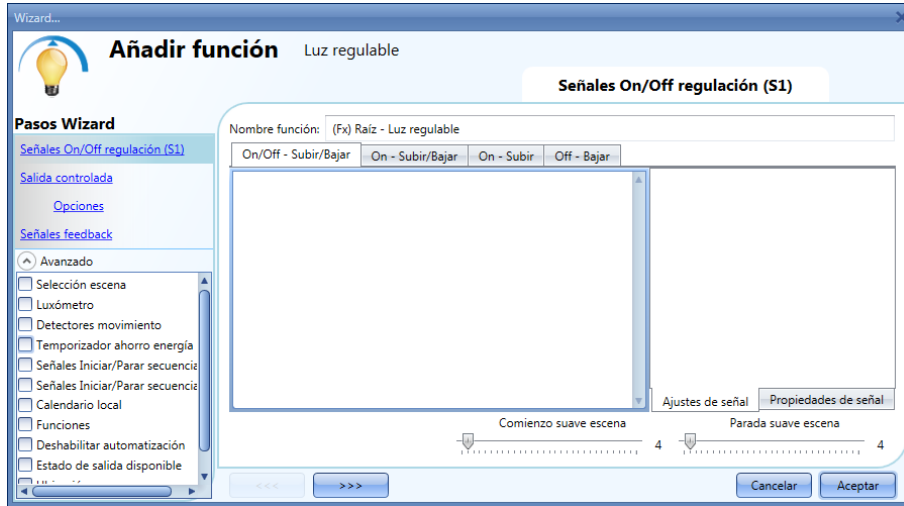 Wizard...
Añadir función Luz regulable
Señales On/Off regulación (S1)
Pasos Wizard
Señales On/Off regulación (S1)
Salida controlada
Opciones
Señales feedback
Avanzado
Selección escena
Luxómetro
Detectores movimiento
Temporizador ahorro energía
Señales Iniciar/Parar secuencia
Señales Iniciar/Parar secuencia
Calendario local
Funciones
Deshabilitar automatización
Estado de salida disponible
Nombre función: (Fx) Raíz - Luz regulable
On/Off - Subir/Bajar On - Subir/Bajar On - Subir Off - Bajar
Ajustes de señal Propiedades de señal
Comienzo suave escena Parada suave escena
4 4
<<< >>> Cancelar Aceptar